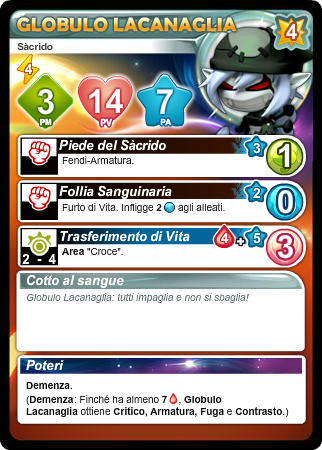 GLOBULO LACANAGLIA
4
Sàcrido
4
3
PM
14
PV
7
PA
Piede del Sàcrido
3
1
Fendi-Armatura.
Follia Sanguinaria
2
0
Furto di Vita. Infligge 2 agli alleati.
Trasferimento di Vita
4 + 5
3
2 - 4
Area "Croce".
Cotto al sangue
Globulo Lacanaglia: tutti impaglia e non si sbaglia!
Poteri
Demenza.
(Demenza: Finché ha almeno 7, Globulo
Lacanaglia ottiene Critico, Armatura, Fuga e Contrasto.)